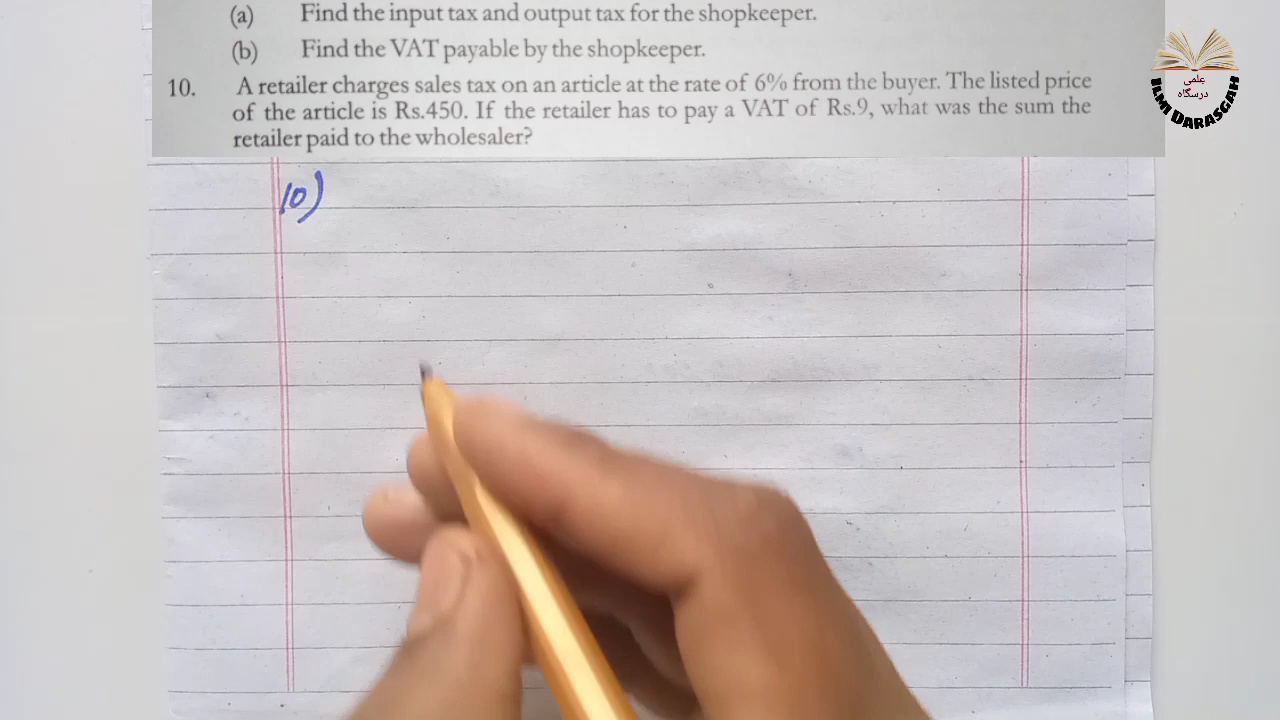 (a) Find the input tax and output tax for the shopkeeper.
(b) Find the VAT payable by the shopkeeper.
10. A retailer charges sales tax on an article at the rate of 6% from the buyer. The listed price
of the article is Rs.450. If the retailer has to pay a VAT of Rs.9, what was the sum the
retailer paid to the wholesaler?
علمی
درسگاہ
ILMI DARASGAH
10)